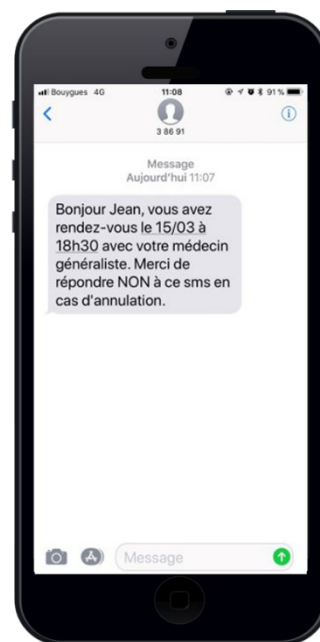 Bouygues 4G 11:08 91 %
3 86 91
Message
Aujourd'hui 11:07
Bonjour Jean, vous avez
rendez-vous le 15/03 à
18h30 avec votre médecin
généraliste. Merci de
répondre NON à ce sms en
cas d'annulation.
Message